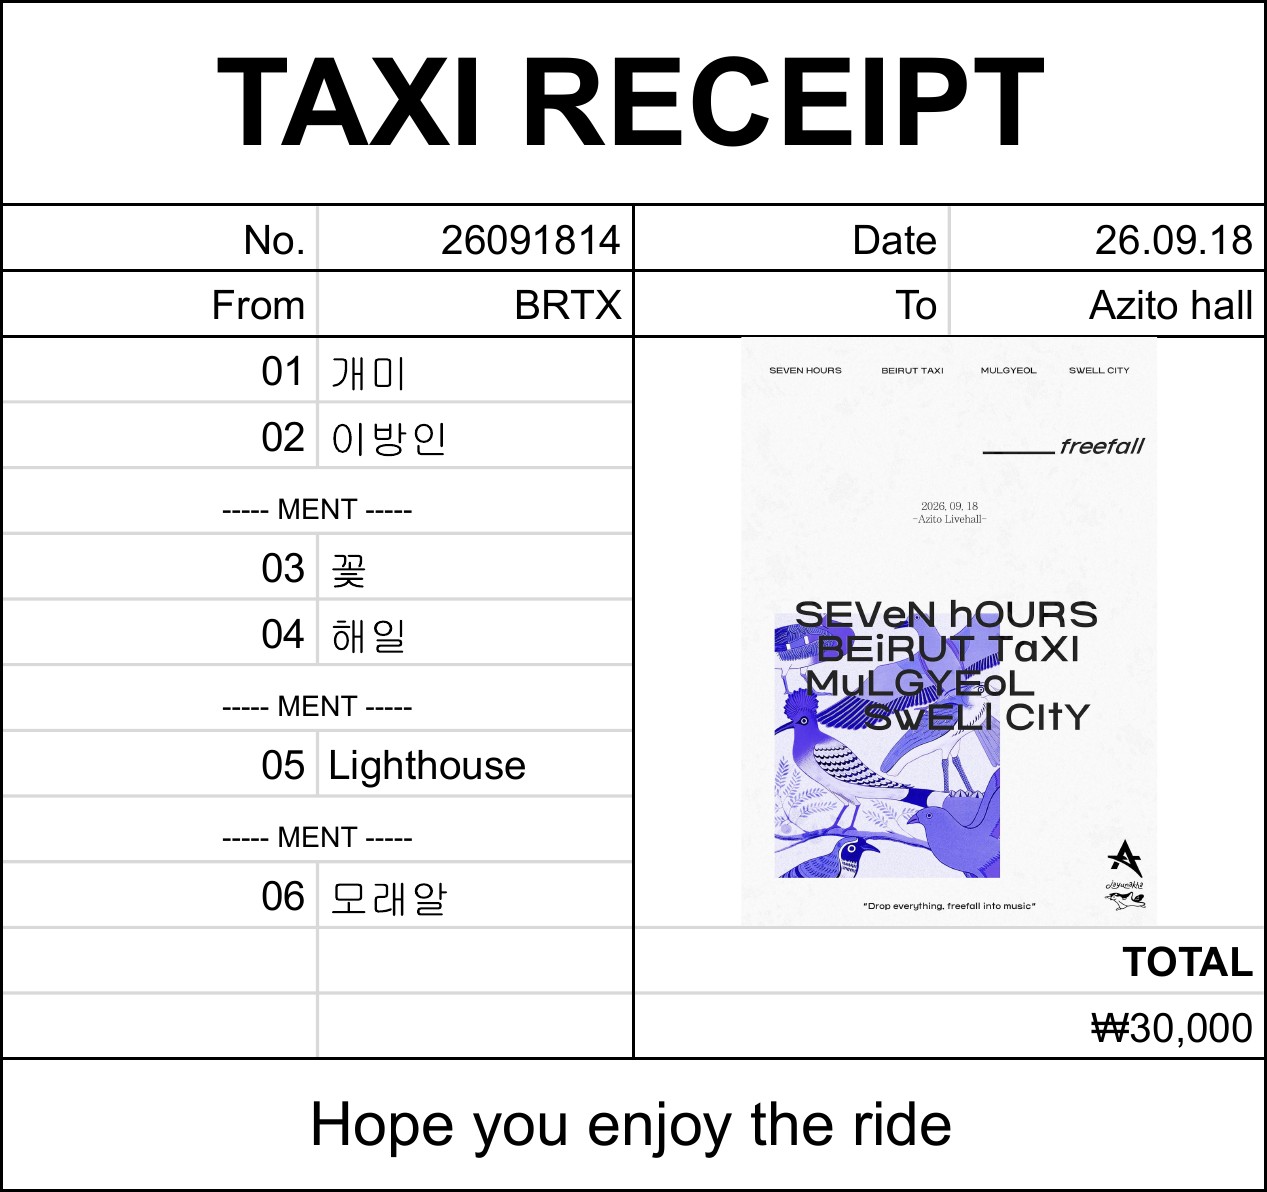 TAXI RECEIPT
No. 26091814 Date 26.09.18
From BRTX To Azito hall
01 개미
02 이방인
----- MENT -----
03 꽃
04 해일
----- MENT -----
05 Lighthouse
----- MENT -----
06 모래알
SEVEN HOURS BEIRUT TAXI MULGYEOL SWELL CITY
freefall
2026. 09. 18
-Azito Livehall-
SEVeN hOURS
BEiRUT TaXI
MuLGYEoL
SwELl CItY
jayunakha
"Drop everything, freefall into music"
TOTAL
₩30,000
Hope you enjoy the ride